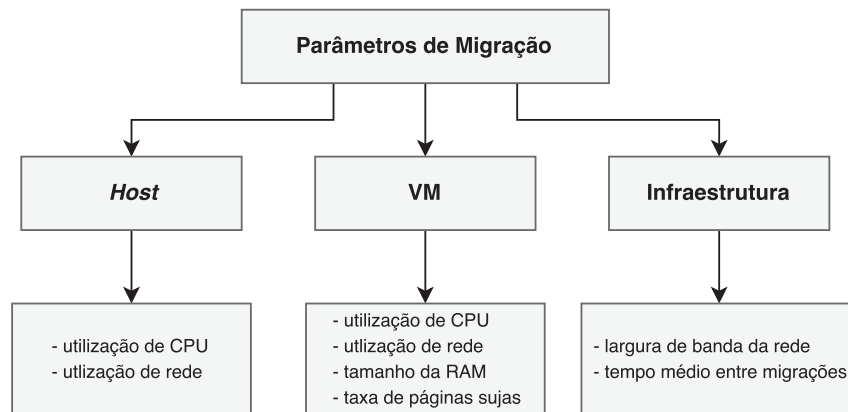 Parâmetros de Migração
Host
VM
Infraestrutura
- utilização de CPU
- utlização de rede
- utilização de CPU
- utlização de rede
- tamanho da RAM
- taxa de páginas sujas
- largura de banda da rede
- tempo médio entre migrações